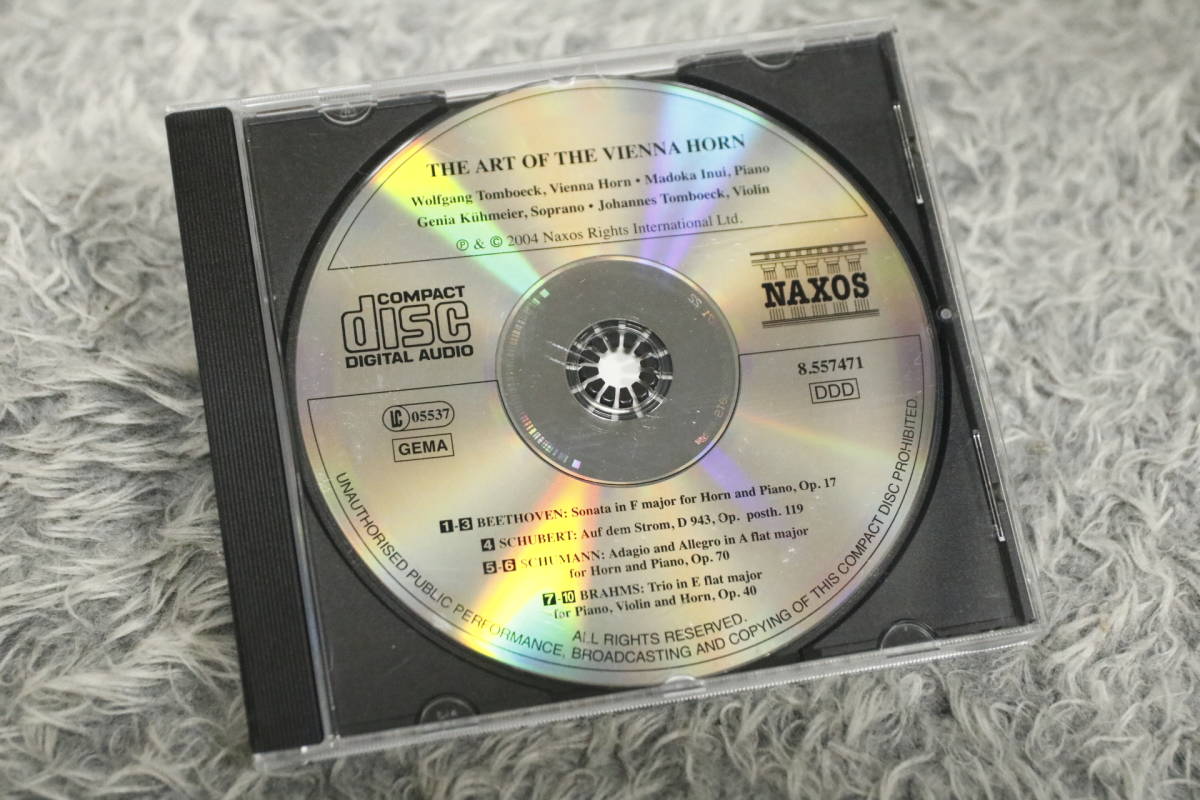 THE ART OF THE VIENNA HORN
Wolfgang Tomboeck, Vienna Horn • Madoka Inui, Piano
Genia Kühmeier, Soprano • Johannes Tomboeck, Violin
℗ & © 2004 Naxos Rights International Ltd.
COMPACT
disc
DIGITAL AUDIO
NAXOS
8.557471
DDD
LC 05537
GEMA
1-3 BEETHOVEN: Sonata in F major for Horn and Piano, Op. 17
4 SCHUBERT: Auf dem Strom, D 943, Op. posth. 119
5-6 SCHUMANN: Adagio and Allegro in A flat major
for Horn and Piano, Op. 70
7-10 BRAHMS: Trio in E flat major
for Piano, Violin and Horn, Op. 40
ALL RIGHTS RESERVED.
UNAUTHORISED PUBLIC PERFORMANCE, BROADCASTING AND COPYING OF THIS COMPACT DISC PROHIBITED